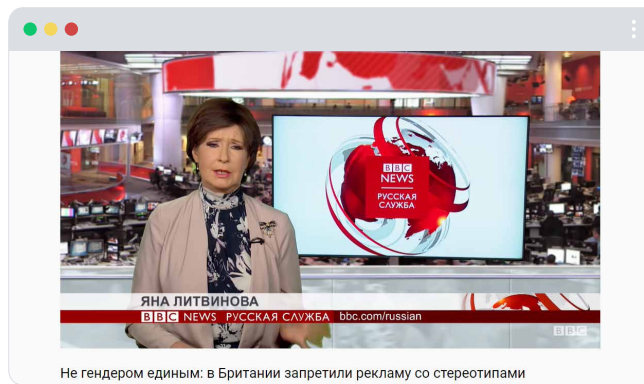 BBC
NEWS
РУССКАЯ
СЛУЖБА
ЯНА ЛИТВИНОВА
BBC NEWS РУССКАЯ СЛУЖБА bbc.com/russian
BBC
Не гендером единым: в Британии запретили рекламу со стереотипами